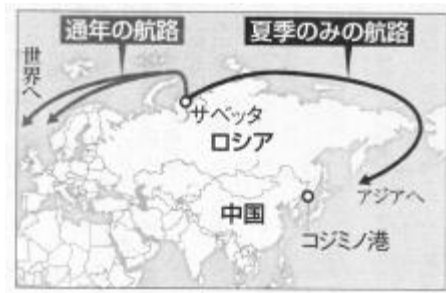 通年の航路
夏季のみの航路
世界へ
サベッタ
ロシア
アジアへ
中国
コジミノ港